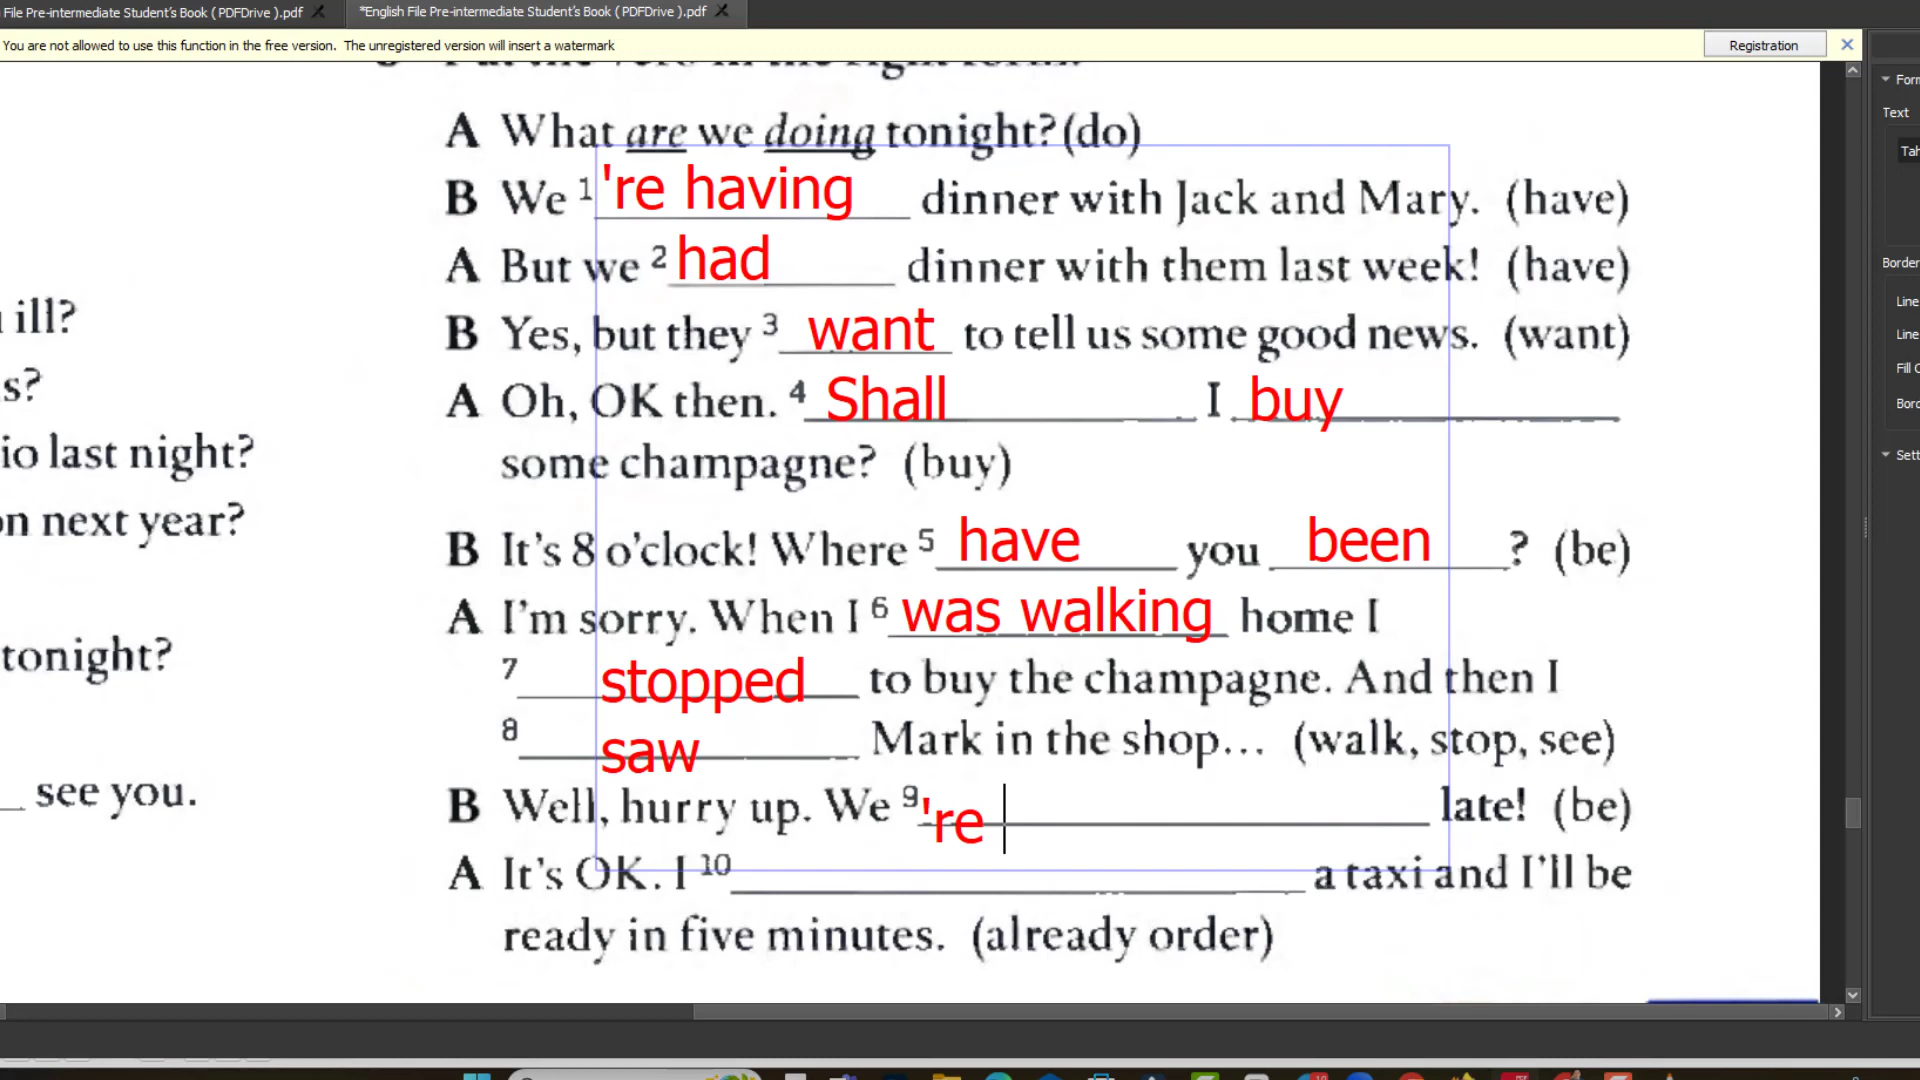 File Pre-intermediate Student's Book ( PDFDrive ).pdf
*English File Pre-intermediate Student's Book ( PDFDrive ).pdf
You are not allowed to use this function in the free version. The unregistered version will insert a watermark
Registration
Text
Border
Line
Line
A What are we doing tonight? (do)
B We 1 're having dinner with Jack and Mary. (have)
A But we 2 had dinner with them last week! (have)
B Yes, but they 3 want to tell us some good news. (want)
A Oh, OK then. 4 Shall I buy
some champagne? (buy)
B It's 8 o'clock! Where 5 have you been ? (be)
A I'm sorry. When I 6 was walking home I
7 stopped to buy the champagne. And then I
8 saw Mark in the shop... (walk, stop, see)
B Well, hurry up. We 9 're late! (be)
A It's OK. I 10 a taxi and I'll be
ready in five minutes. (already order)
ill?
s?
io last night?
on next year?
tonight?
see you.